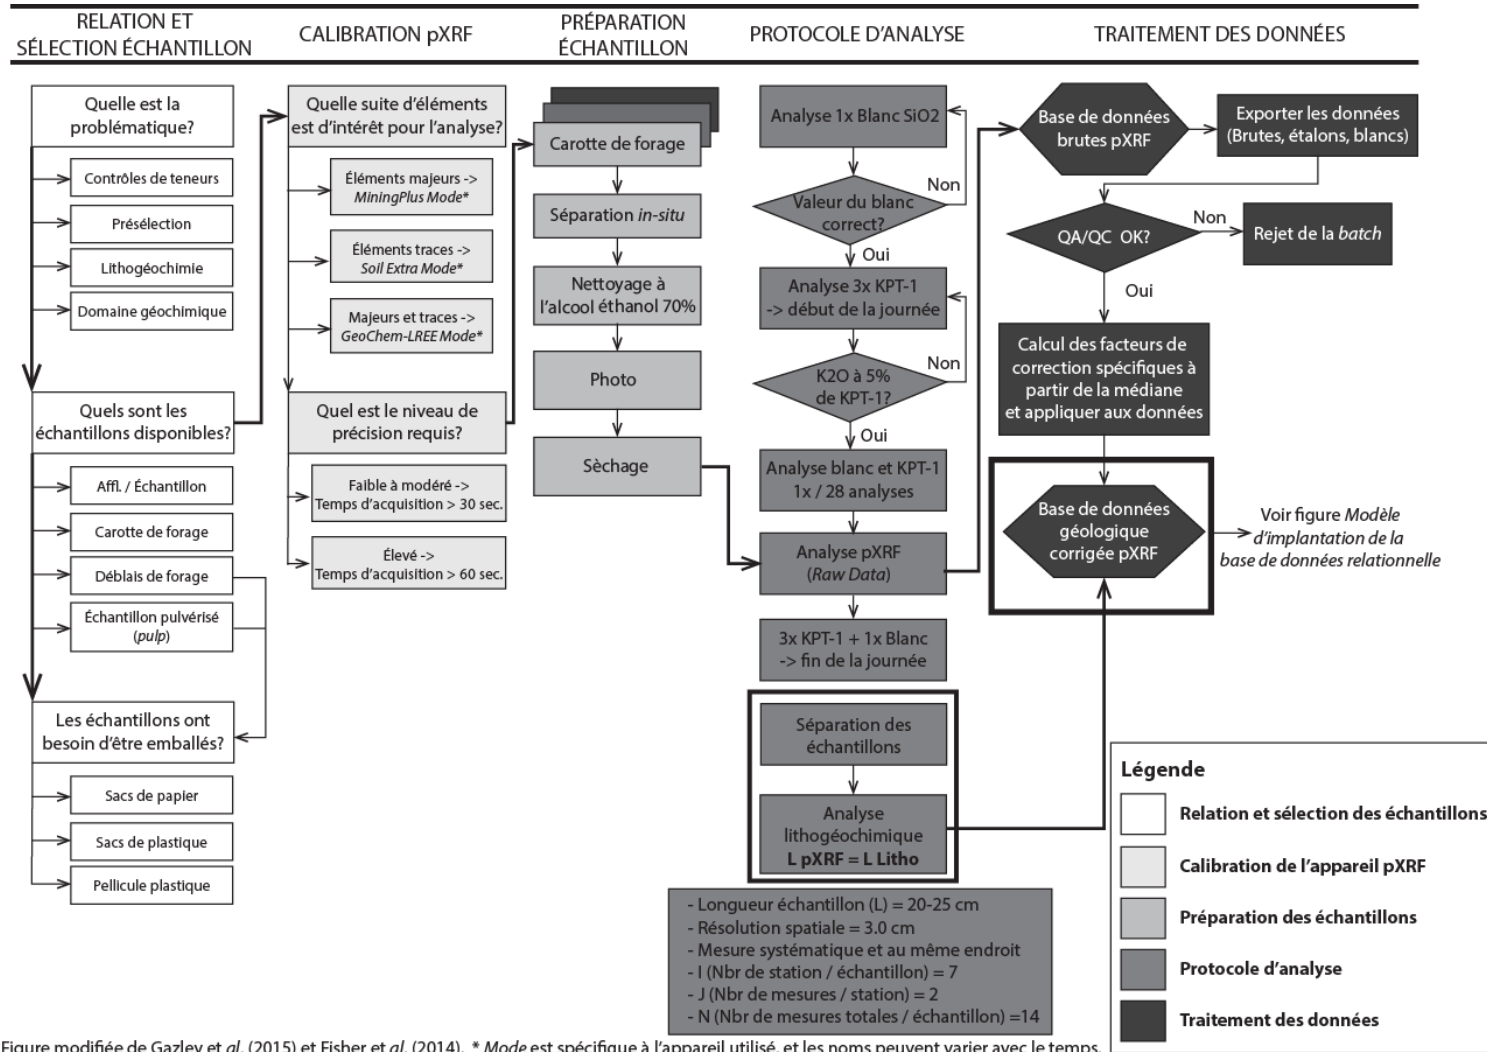 RELATION ET
SÉLECTION ÉCHANTILLON
CALIBRATION pXRF
PRÉPARATION
ÉCHANTILLON
PROTOCOLE D'ANALYSE
TRAITEMENT DES DONNÉES
Quelle est la
problématique?
Contrôles de teneurs
Présélection
Lithogéochimie
Domaine géochimique
Quels sont les
échantillons disponibles?
Affl. / Échantillon
Carotte de forage
Déblais de forage
Échantillon pulvérisé
(pulp)
Les échantillons ont
besoin d'être emballés?
Sacs de papier
Sacs de plastique
Pellicule plastique
Quelle suite d'éléments
est d'intérêt pour l'analyse?
Éléments majeurs ->
MiningPlus Mode*
Éléments traces ->
Soil Extra Mode*
Majeurs et traces ->
GeoChem-LREE Mode*
Quel est le niveau de
précision requis?
Faible à modéré ->
Temps d'acquisition > 30 sec.
Élevé ->
Temps d'acquisition > 60 sec.
Carotte de forage
Séparation in-situ
Nettoyage à
l'alcool éthanol 70%
Photo
Sèchage
Analyse 1x Blanc SiO2
Valeur du blanc
correct?
Non
Oui
Analyse 3x KPT-1
-> début de la journée
K2O à 5%
de KPT-1?
Non
Oui
Analyse blanc et KPT-1
1x / 28 analyses
Analyse pXRF
(Raw Data)
3x KPT-1 + 1x Blanc
-> fin de la journée
Séparation des
échantillons
Analyse
lithogéochimique
L pXRF = L Litho
- Longueur échantillon (L) = 20-25 cm
- Résolution spatiale = 3.0 cm
- Mesure systématique et au même endroit
- I (Nbr de station / échantillon) = 7
- J (Nbr de mesures / station) = 2
- N (Nbr de mesures totales / échantillon) =14
Base de données
brutes pXRF
Exporter les données
(Brutes, étalons, blancs)
QA/QC OK?
Non
Rejet de la batch
Oui
Calcul des facteurs de
correction spécifiques à
partir de la médiane
et appliquer aux données
Base de données
géologique
corrigée pXRF
Voir figure Modèle
d'implantation de la
base de données relationnelle
Légende
Relation et sélection des échantillons
Calibration de l'appareil pXRF
Préparation des échantillons
Protocole d'analyse
Traitement des données
Figure modifiée de Gazley et al. (2015) et Fisher et al. (2014). * Mode est spécifique à l'appareil utilisé, et les noms peuvent varier avec le temps.